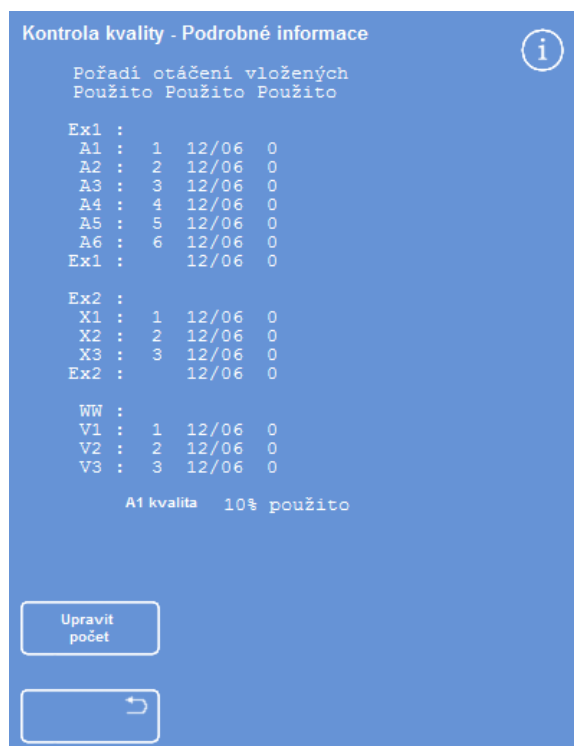 Kontrola kvality - Podrobné informace
i
Pořadí otáčení vložených
Použito Použito Použito
Ex1 :
A1 : 1 12/06 0
A2 : 2 12/06 0
A3 : 3 12/06 0
A4 : 4 12/06 0
A5 : 5 12/06 0
A6 : 6 12/06 0
Ex1 : 12/06 0
Ex2 :
X1 : 1 12/06 0
X2 : 2 12/06 0
X3 : 3 12/06 0
Ex2 : 12/06 0
WW :
V1 : 1 12/06 0
V2 : 2 12/06 0
V3 : 3 12/06 0
A1 kvalita 10% použito
Upravit
počet